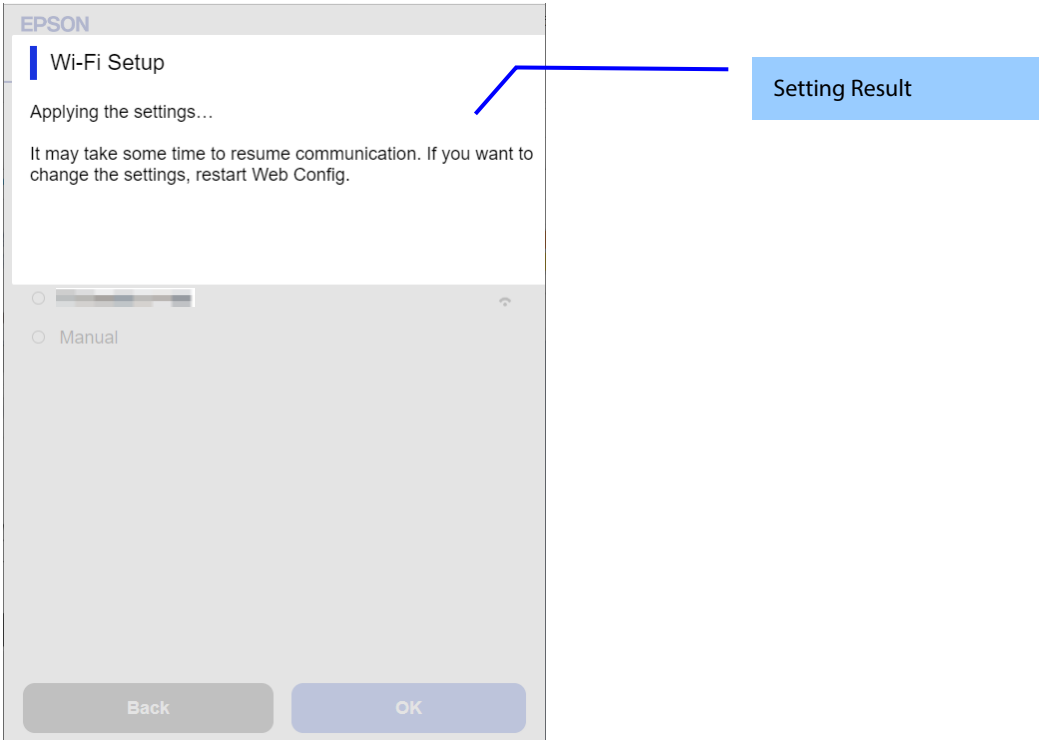 EPSON
Wi-Fi Setup
Applying the settings…
It may take some time to resume communication. If you want to
change the settings, restart Web Config.
Manual
Back
OK
Setting Result